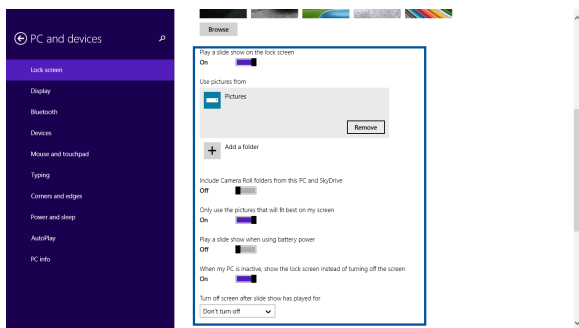 PC and devices
Lock screen
Display
Bluetooth
Devices
Mouse and touchpad
Typing
Corners and edges
Power and sleep
AutoPlay
PC info
Browse
Play a slide show on the lock screen
On
Use pictures from
Pictures
Remove
Add a folder
Include Camera Roll folders from this PC and SkyDrive
Off
Only use the pictures that will fit best on my screen
On
Play a slide show when using battery power
Off
When my PC is inactive, show the lock screen instead of turning off the screen
On
Turn off screen after slide show has played for
Don't turn off